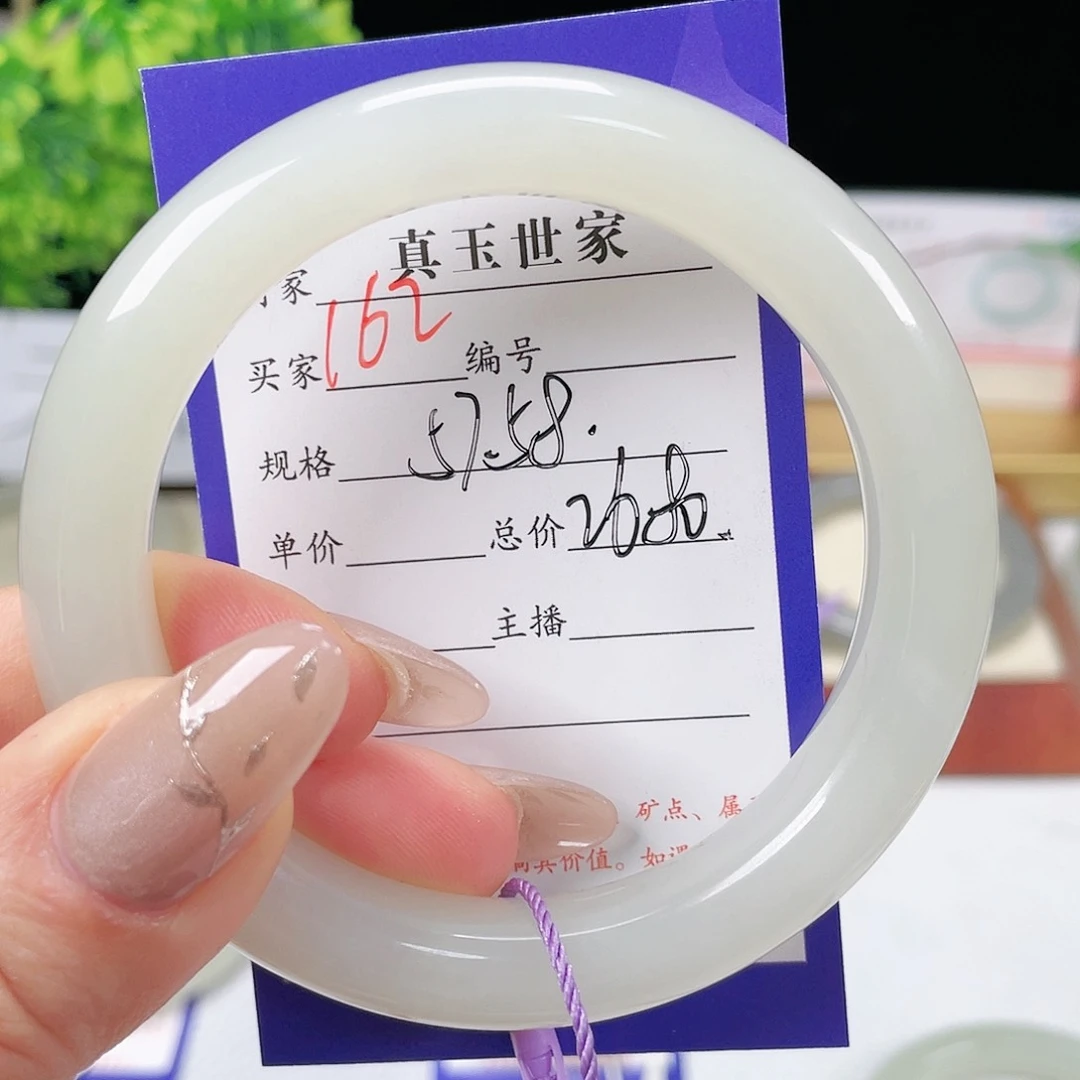 真玉世家
家
买家 162 编号
规格 57.58.
单价 总价 2680
主播
矿点、属
价值。如